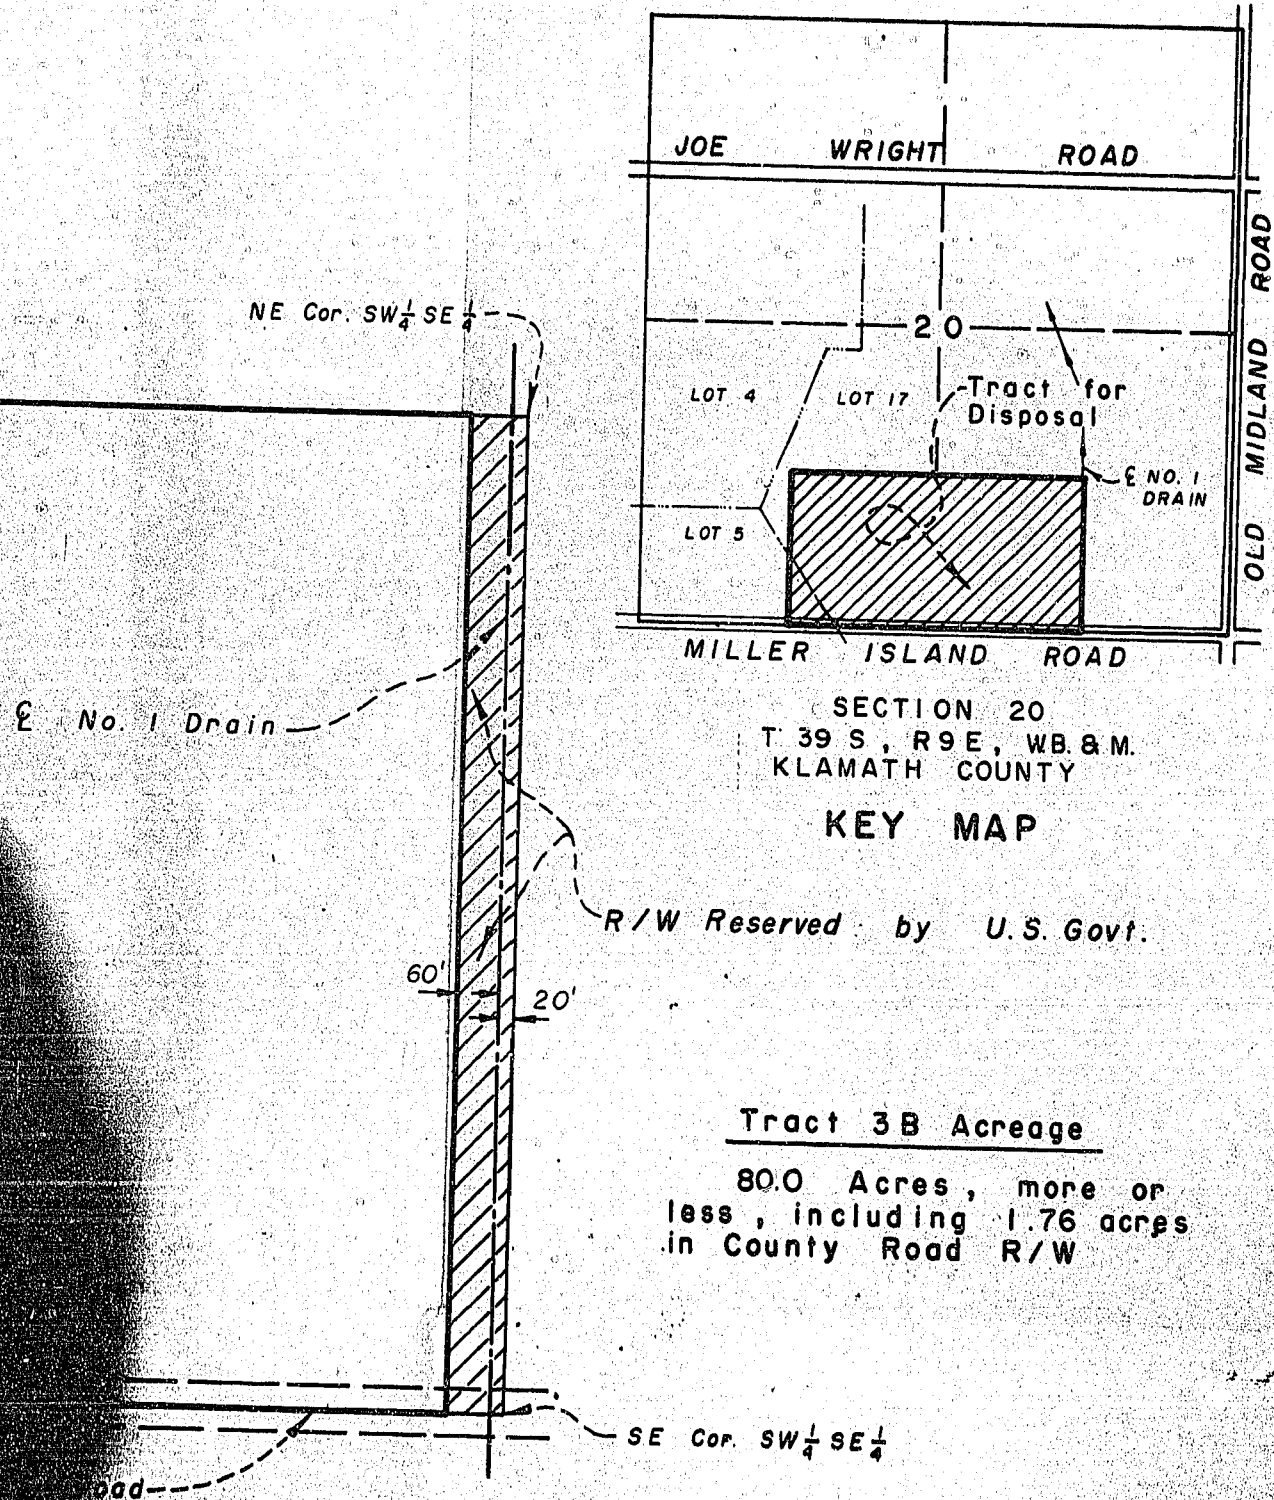 JOE WRIGHT ROAD
OLD MIDLAND ROAD
NE Cor. SW¼ SE¼
20
LOT 4
LOT 17
Tract for
Disposal
℄ NO. 1
DRAIN
LOT 5
MILLER ISLAND ROAD
SECTION 20
T 39 S, R 9 E, W.B. & M.
KLAMATH COUNTY
KEY MAP
℄ No. 1 Drain
R/W Reserved by U.S. Govt.
60'
20'
Tract 3B Acreage
80.0 Acres, more or
less, including 1.76 acres
in County Road R/W
SE Cor. SW¼ SE¼